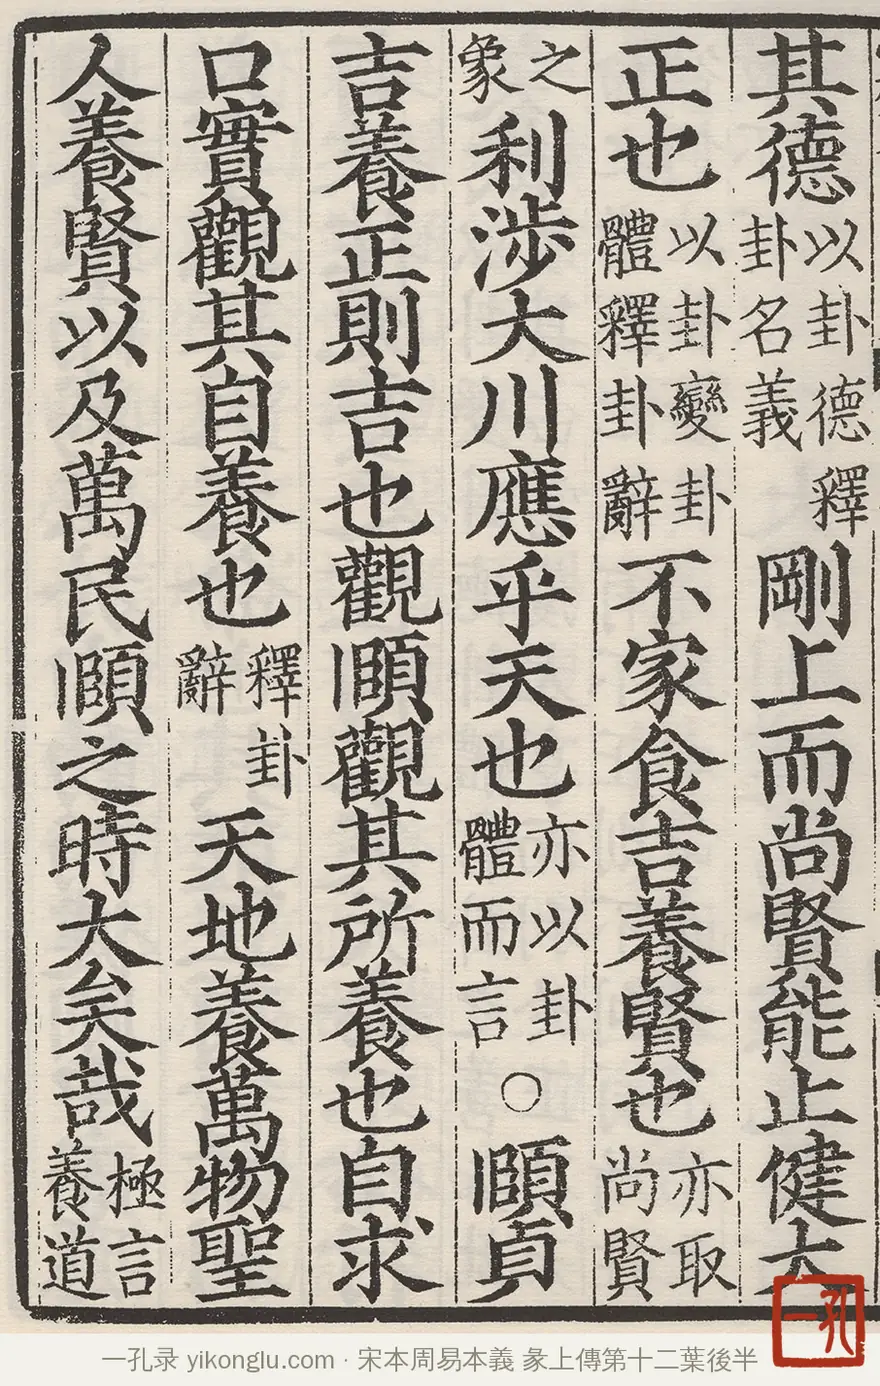 其德以卦德釋卦名義剛上而尚賢能止健大
正也以卦變卦體釋卦辭不家食吉養賢也亦取尚賢
之象利涉大川應乎天也亦以卦體而言○頤貞
吉養正則吉也觀頤觀其所養也自求
口實觀其自養也釋卦辭天地養萬物聖
人養賢以及萬民頤之時大矣哉極言養道
一孔
一孔录 yikonglu.com · 宋本周易本義 彖上傳第十二葉後半